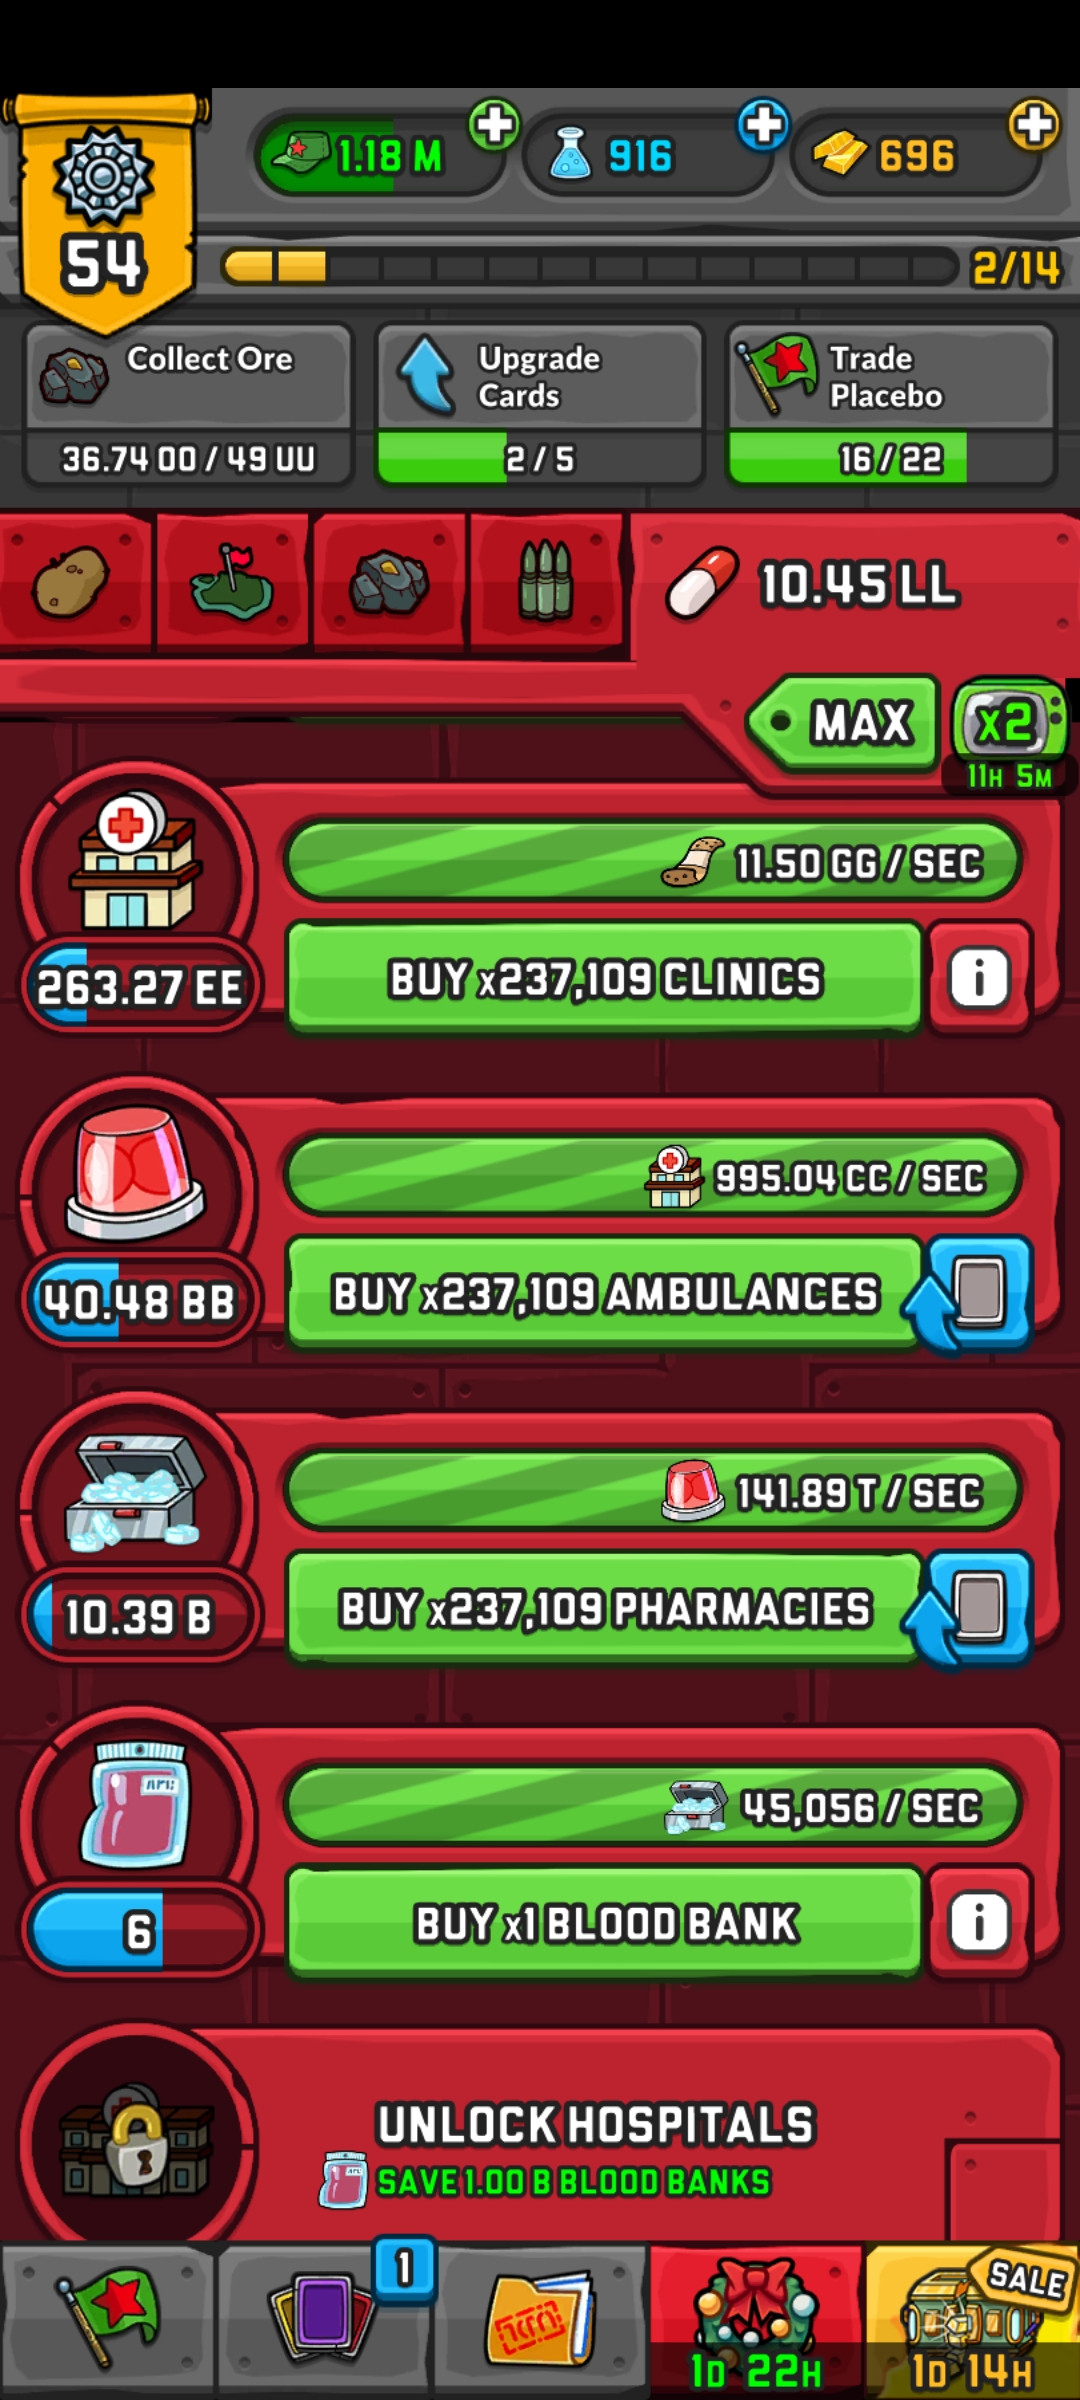 54
1.18 M
916
696
2/14
Collect Ore
36.74 OO / 49 UU
Upgrade
Cards
2 / 5
Trade
Placebo
16 / 22
10.45 LL
MAX
x2
11H 5M
11.50 GG / SEC
263.27 EE
BUY x237,109 CLINICS
i
995.04 CC / SEC
40.48 BB
BUY x237,109 AMBULANCES
141.89 T / SEC
10.39 B
BUY x237,109 PHARMACIES
45,056 / SEC
6
BUY x1 BLOOD BANK
i
UNLOCK HOSPITALS
SAVE 1.00 B BLOOD BANKS
1
SALE
1D 22H
1D 14H